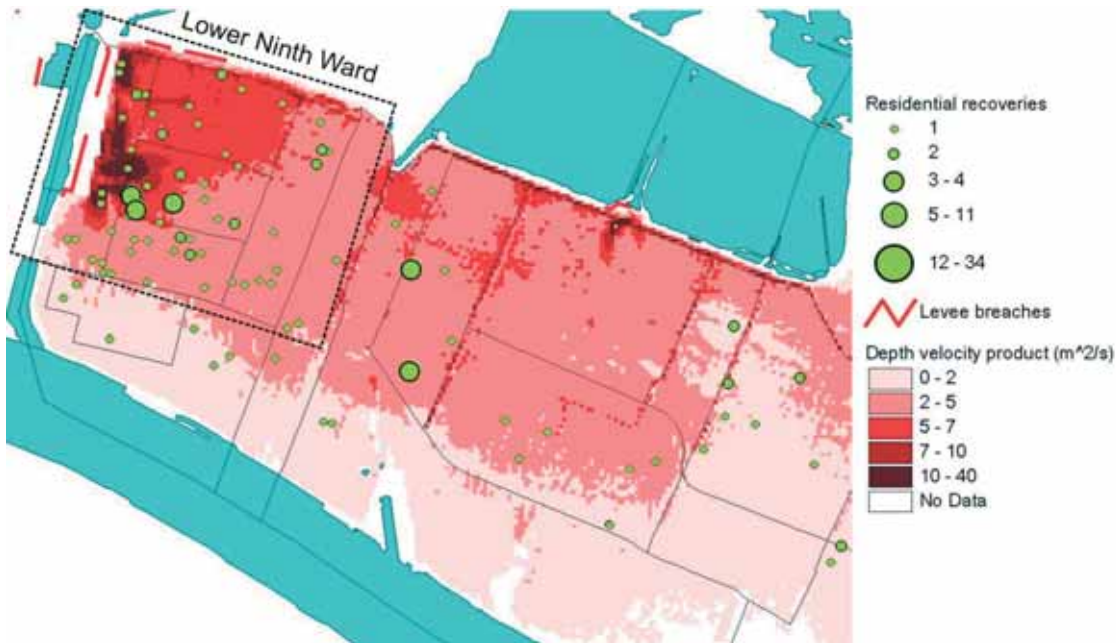 Lower Ninth Ward
Residential recoveries
1
2
3 - 4
5 - 11
12 - 34
Levee breaches
Depth velocity product (m^2/s)
0 - 2
2 - 5
5 - 7
7 - 10
10 - 40
No Data